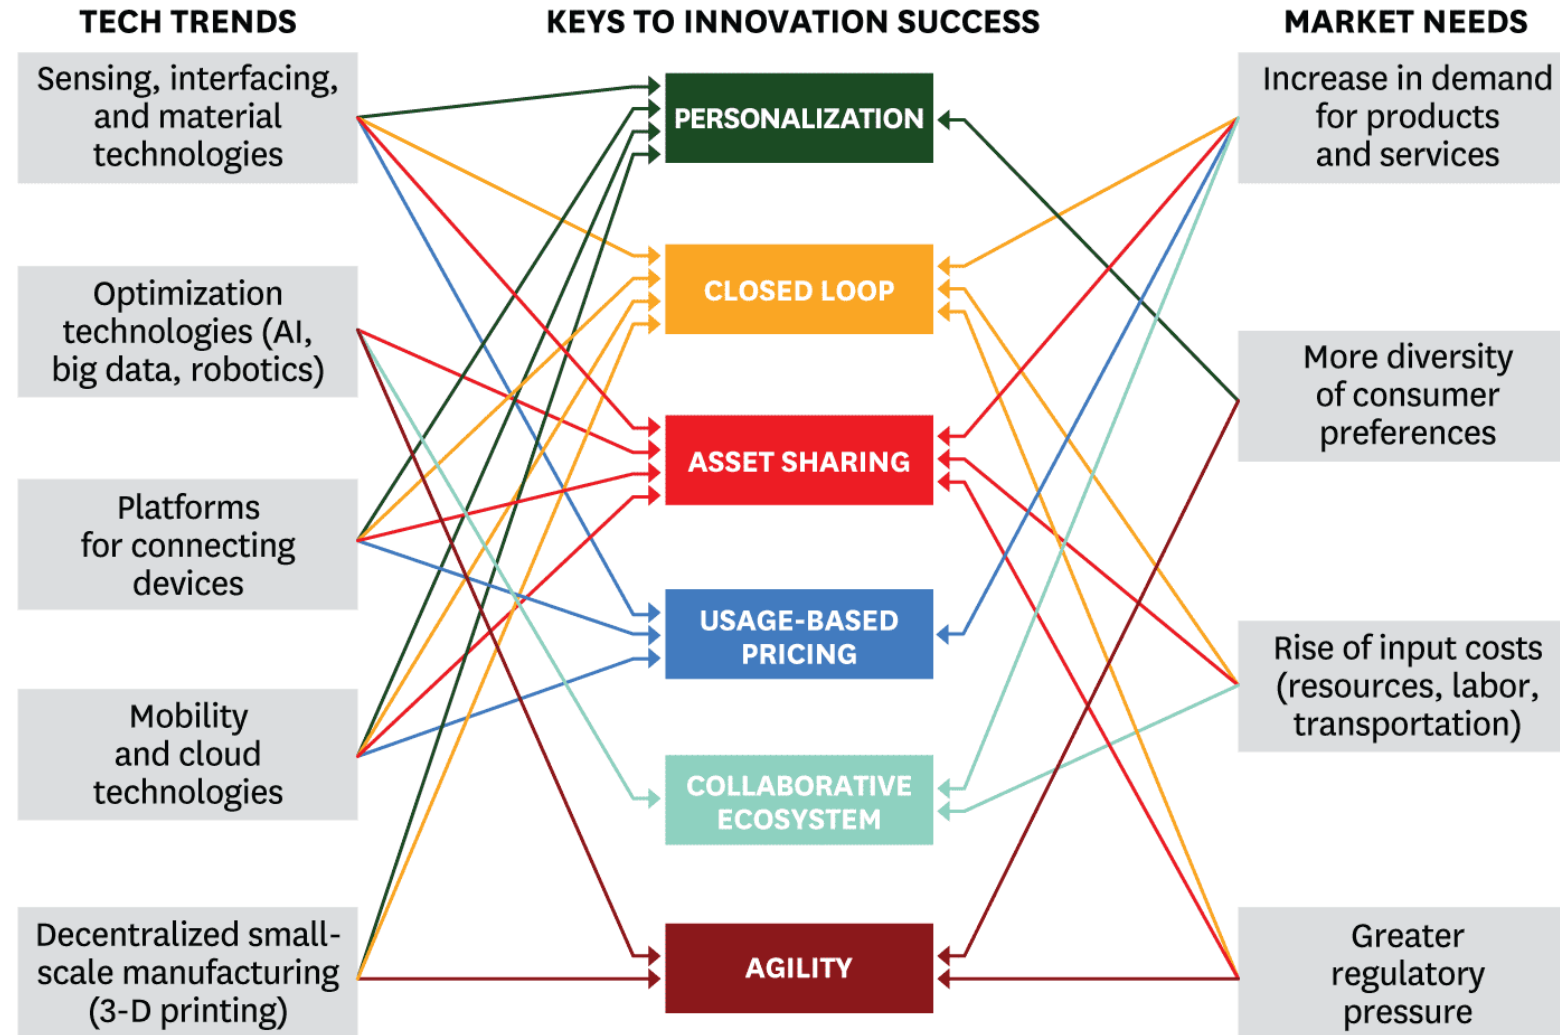 TECH TRENDS
Sensing, interfacing,
and material
technologies
Optimization
technologies (AI,
big data, robotics)
Platforms
for connecting
devices
Mobility
and cloud
technologies
Decentralized small-
scale manufacturing
(3-D printing)
KEYS TO INNOVATION SUCCESS
PERSONALIZATION
CLOSED LOOP
ASSET SHARING
USAGE-BASED
PRICING
COLLABORATIVE
ECOSYSTEM
AGILITY
MARKET NEEDS
Increase in demand
for products
and services
More diversity
of consumer
preferences
Rise of input costs
(resources, labor,
transportation)
Greater
regulatory
pressure